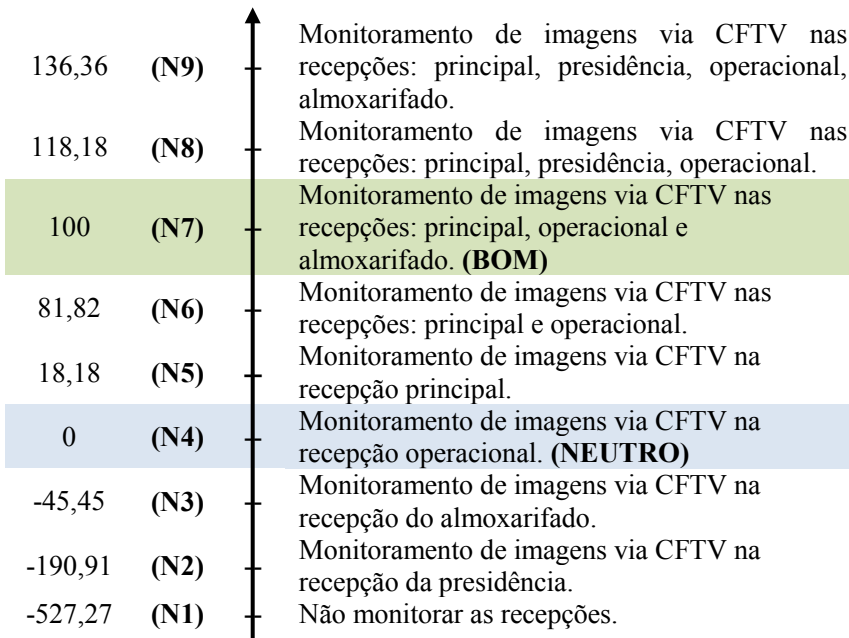 Monitoramento de imagens via CFTV nas
136,36 (N9) recepções: principal, presidência, operacional,
almoxarifado.
Monitoramento de imagens via CFTV nas
118,18 (N8) recepções: principal, presidência, operacional.
Monitoramento de imagens via CFTV nas
100 (N7) recepções: principal, operacional e
almoxarifado. (BOM)
81,82 (N6) Monitoramento de imagens via CFTV nas
recepções: principal e operacional.
18,18 (N5) Monitoramento de imagens via CFTV na
recepção principal.
0 (N4) Monitoramento de imagens via CFTV na
recepção operacional. (NEUTRO)
-45,45 (N3) Monitoramento de imagens via CFTV na
recepção do almoxarifado.
-190,91 (N2) Monitoramento de imagens via CFTV na
recepção da presidência.
-527,27 (N1) Não monitorar as recepções.